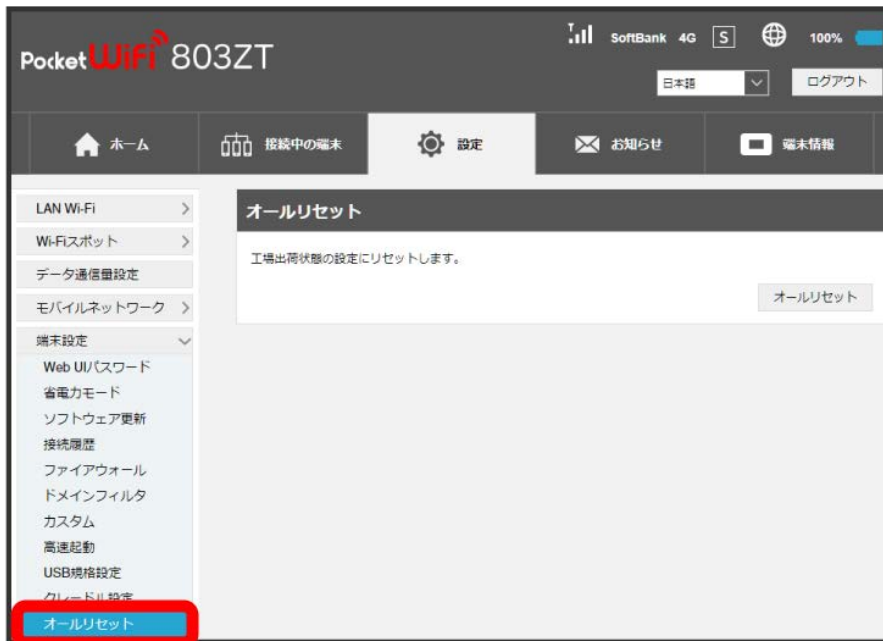 Pocket WiFi 803ZT
SoftBank 4G S 100%
日本語
ログアウト
ホーム
接続中の端末
設定
お知らせ
端末情報
LAN Wi-Fi
Wi-Fiスポット
データ通信量設定
モバイルネットワーク
端末設定
Web UIパスワード
省電力モード
ソフトウェア更新
接続履歴
ファイアウォール
ドメインフィルタ
カスタム
高速起動
USB規格設定
クレードル設定
オールリセット
オールリセット
工場出荷状態の設定にリセットします。
オールリセット